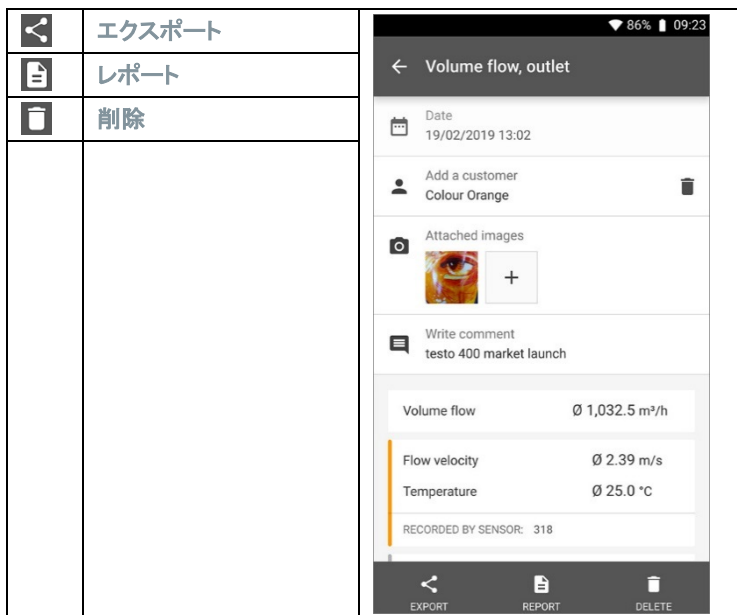 エクスポート
レポート
削除
86% 09:23
Volume flow, outlet
Date
19/02/2019 13:02
Add a customer
Colour Orange
Attached images
+
Write comment
testo 400 market launch
Volume flow Ø 1,032.5 m³/h
Flow velocity Ø 2.39 m/s
Temperature Ø 25.0 °C
RECORDED BY SENSOR: 318
EXPORT REPORT DELETE